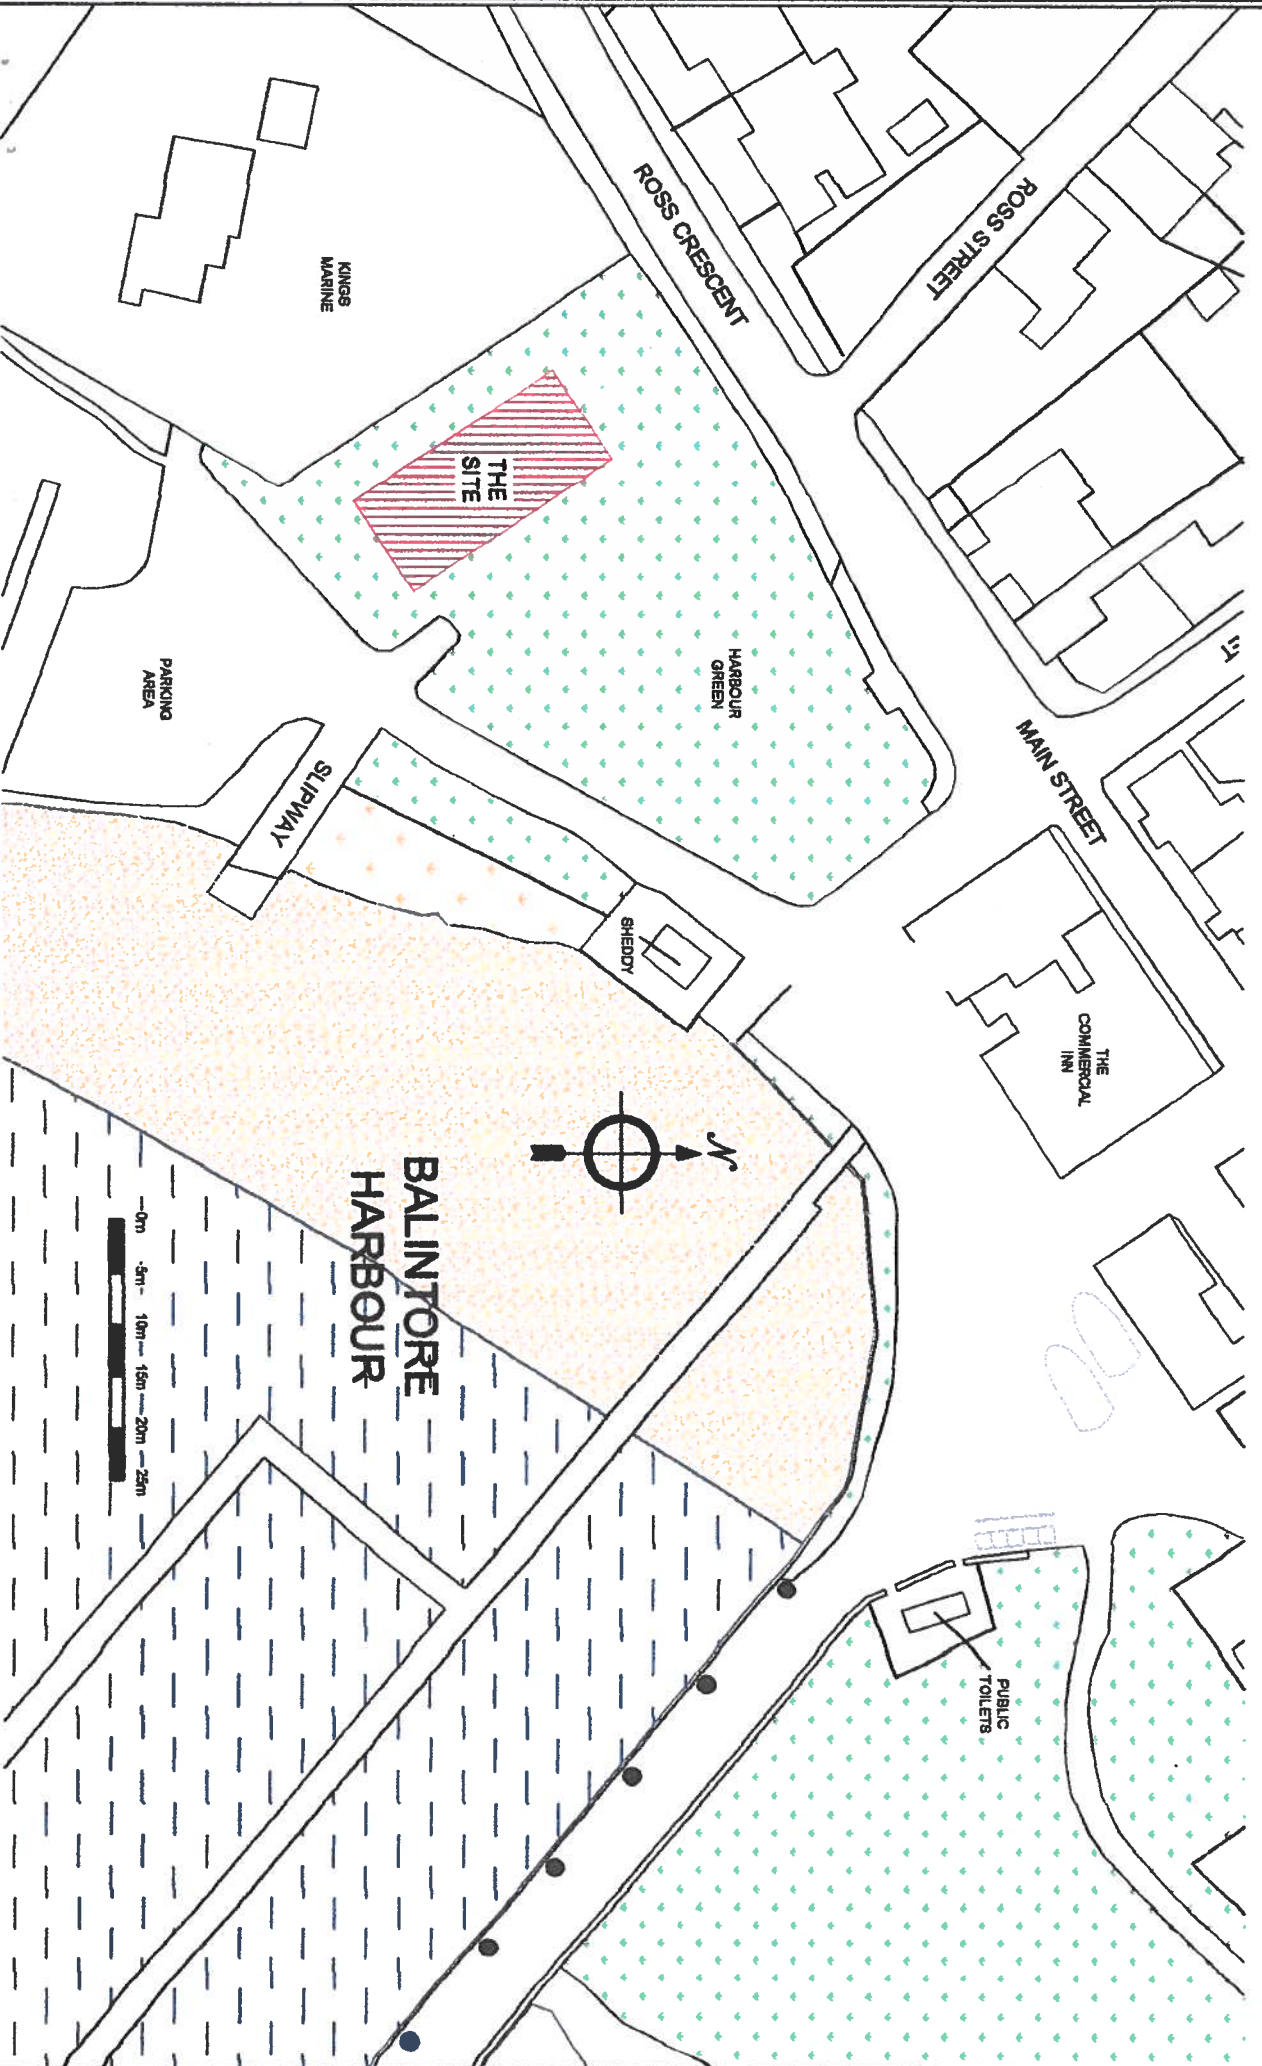 ROSS CRESCENT
ROSS STREET
KINGS
MARINE
THE
SITE
HARBOUR
GREEN
PARKING
AREA
SLIPWAY
MAIN STREET
SHEDDY
THE
COMMERCIAL
INN
N
BALINTORE
HARBOUR
0m 5m 10m 15m 20m 25m
PUBLIC
TOILETS